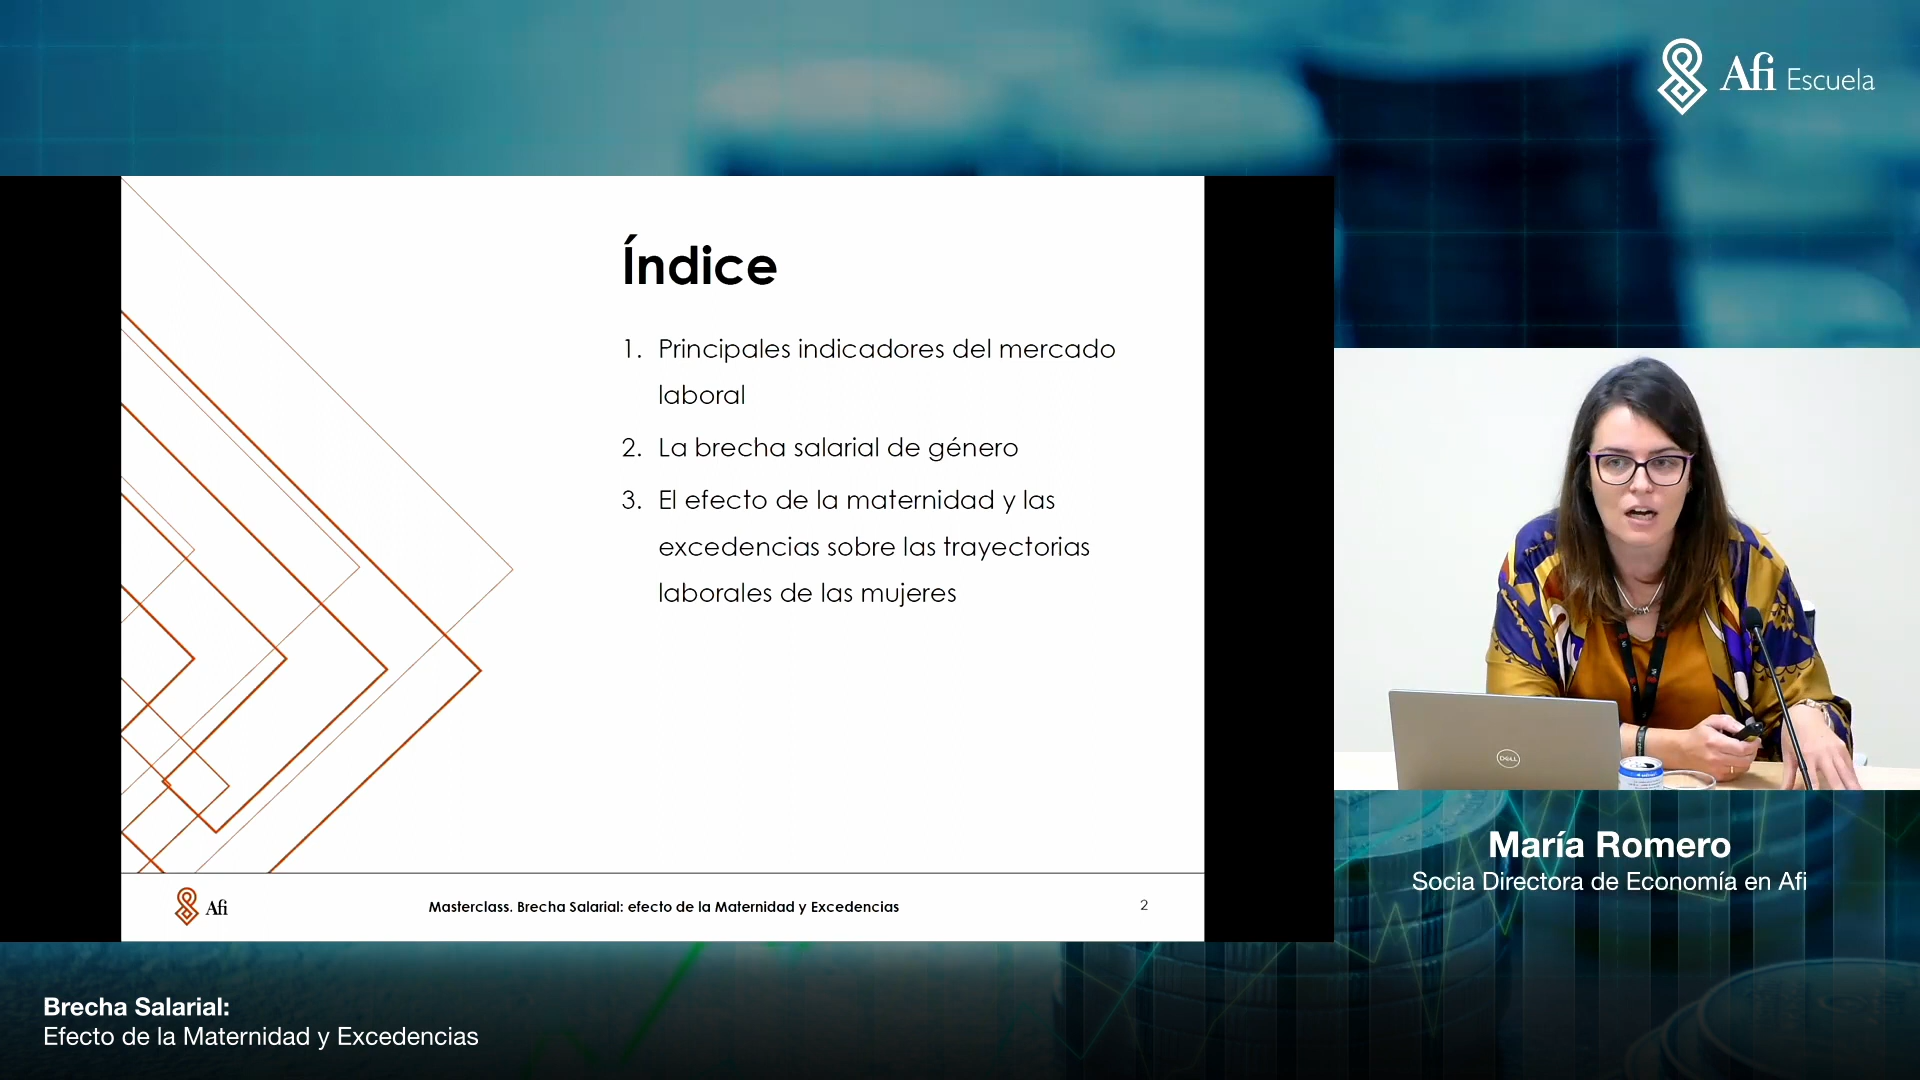 Afi Escuela
Índice
1. Principales indicadores del mercado
laboral
2. La brecha salarial de género
3. El efecto de la maternidad y las
excedencias sobre las trayectorias
laborales de las mujeres
Afi
Masterclass. Brecha Salarial: efecto de la Maternidad y Excedencias
2
DELL
María Romero
Socia Directora de Economía en Afi
Brecha Salarial:
Efecto de la Maternidad y Excedencias